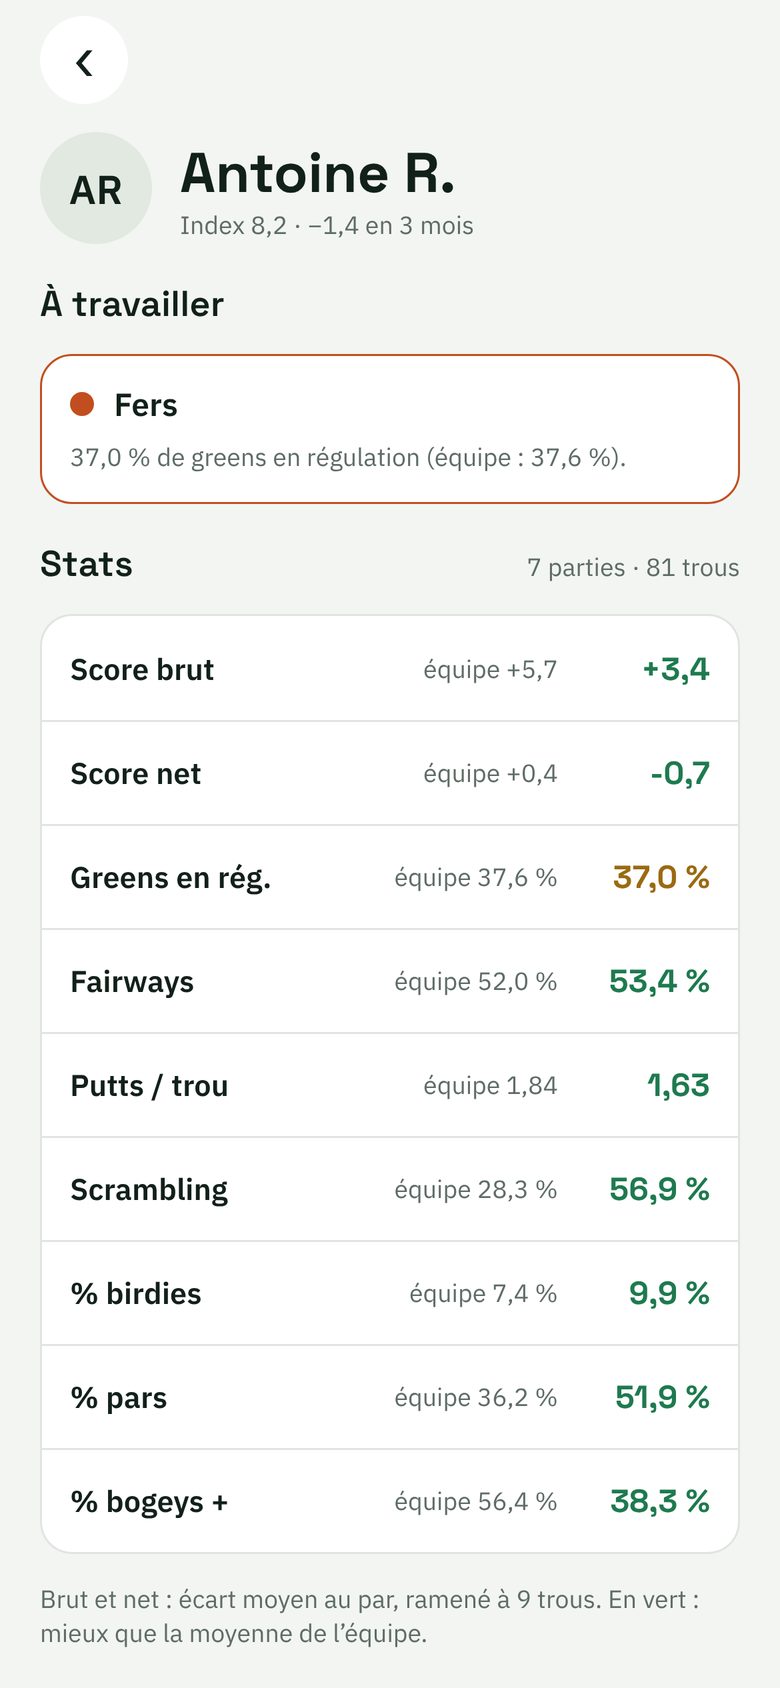 AR
Antoine R.
Index 8,2 · −1,4 en 3 mois
À travailler
Fers
37,0 % de greens en régulation (équipe : 37,6 %).
Stats
7 parties · 81 trous
Score brut équipe +5,7 +3,4
Score net équipe +0,4 -0,7
Greens en rég. équipe 37,6 % 37,0 %
Fairways équipe 52,0 % 53,4 %
Putts / trou équipe 1,84 1,63
Scrambling équipe 28,3 % 56,9 %
% birdies équipe 7,4 % 9,9 %
% pars équipe 36,2 % 51,9 %
% bogeys + équipe 56,4 % 38,3 %
Brut et net : écart moyen au par, ramené à 9 trous. En vert :
mieux que la moyenne de l’équipe.